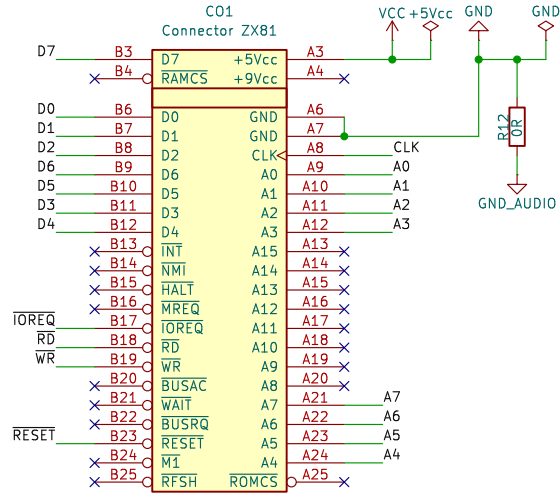 CO1
Connector ZX81
VCC +5Vcc GND GND
D7 B3 D7 +5Vcc A3
B4 RAMCS +9Vcc A4
D0 B6 D0 GND A6
D1 B7 D1 GND A7
D2 B8 D2 CLK A8 CLK
D6 B9 D6 A0 A9 A0
D5 B10 D5 A1 A10 A1
D3 B11 D3 A2 A11 A2
D4 B12 D4 A3 A12 A3
B13 INT A15 A13
B14 NMI A14 A14
B15 HALT A13 A15
B16 MREQ A12 A16
IOREQ B17 IOREQ A11 A17
RD B18 RD A10 A18
WR B19 WR A9 A19
B20 BUSAC A8 A20
B21 WAIT A7 A21 A7
B22 BUSRQ A6 A22 A6
RESET B23 RESET A5 A23 A5
B24 M1 A4 A24 A4
B25 RFSH ROMCS A25
R12
0R
GND_AUDIO